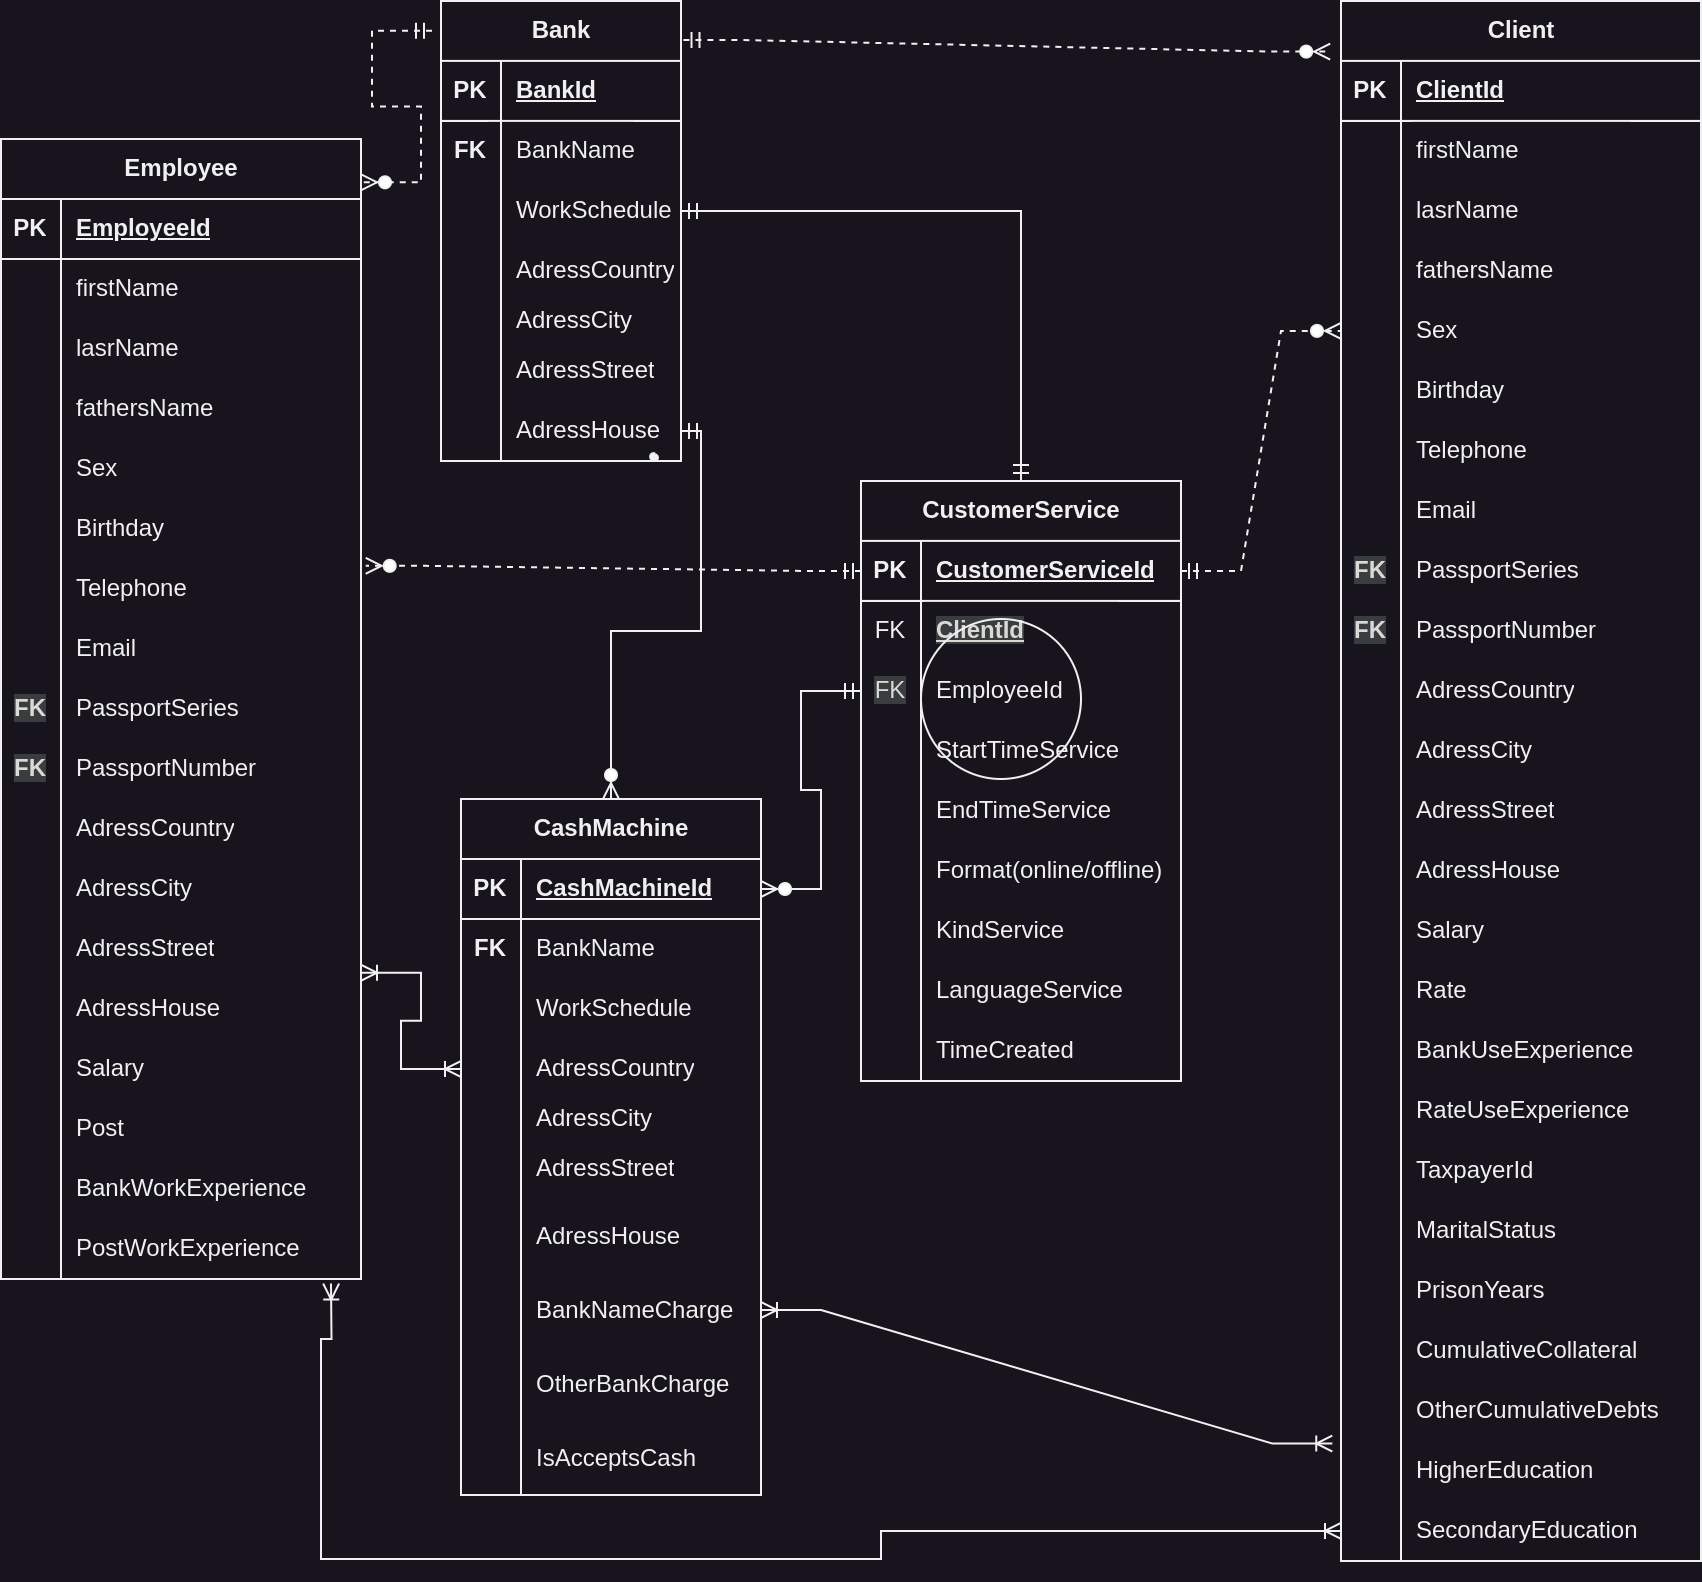 Bank
PK BankId
FK BankName
WorkSchedule
AdressCountry
AdressCity
AdressStreet
AdressHouse
Employee
PK EmployeeId
firstName
lasrName
fathersName
Sex
Birthday
Telephone
Email
FK PassportSeries
FK PassportNumber
AdressCountry
AdressCity
AdressStreet
AdressHouse
Salary
Post
BankWorkExperience
PostWorkExperience
CashMachine
PK CashMachineId
FK BankName
WorkSchedule
AdressCountry
AdressCity
AdressStreet
AdressHouse
BankNameCharge
OtherBankCharge
IsAcceptsCash
CustomerService
PK CustomerServiceId
FK ClientId
FK EmployeeId
StartTimeService
EndTimeService
Format(online/offline)
KindService
LanguageService
TimeCreated
Client
PK ClientId
firstName
lasrName
fathersName
Sex
Birthday
Telephone
Email
FK PassportSeries
FK PassportNumber
AdressCountry
AdressCity
AdressStreet
AdressHouse
Salary
Rate
BankUseExperience
RateUseExperience
TaxpayerId
MaritalStatus
PrisonYears
CumulativeCollateral
OtherCumulativeDebts
HigherEducation
SecondaryEducation